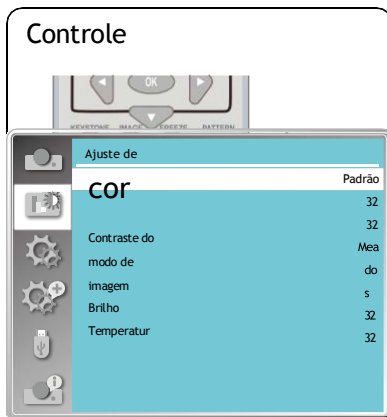 Controle
OK
KEYSTONE IMAGE FREEZE PATTERN
Ajuste de
cor
Padrão
32
32
Contraste do
Mea
modo de
do
imagem
s
Brilho
32
Temperatur
32